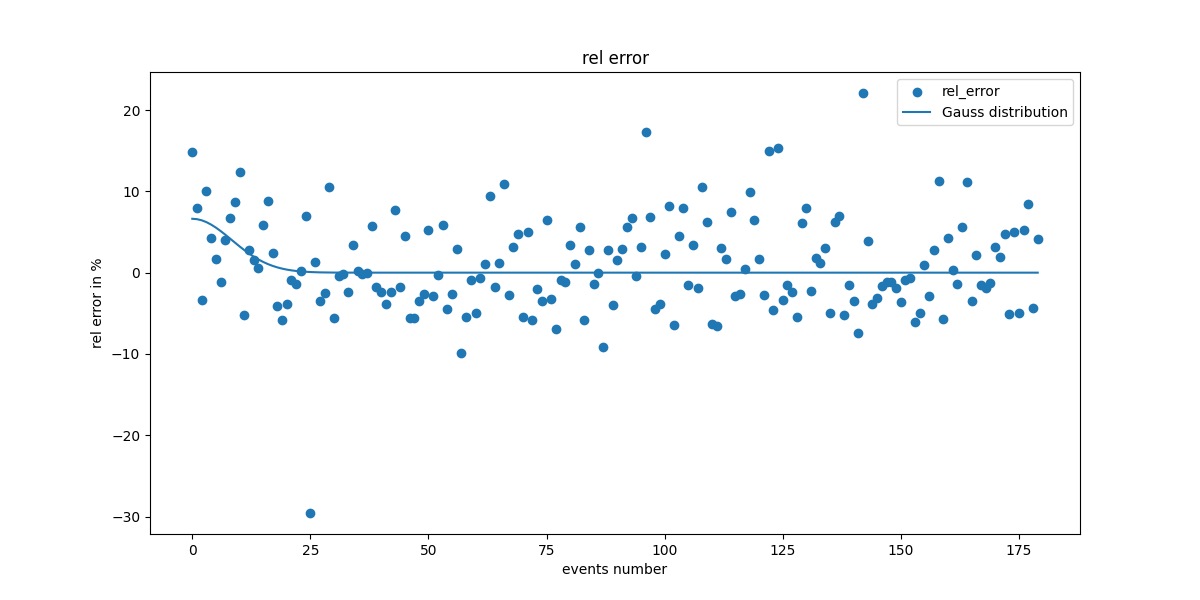 rel error
rel_error
Gauss distribution
20
10
0
−10
−20
−30
rel error in %
0 25 50 75 100 125 150 175
events number